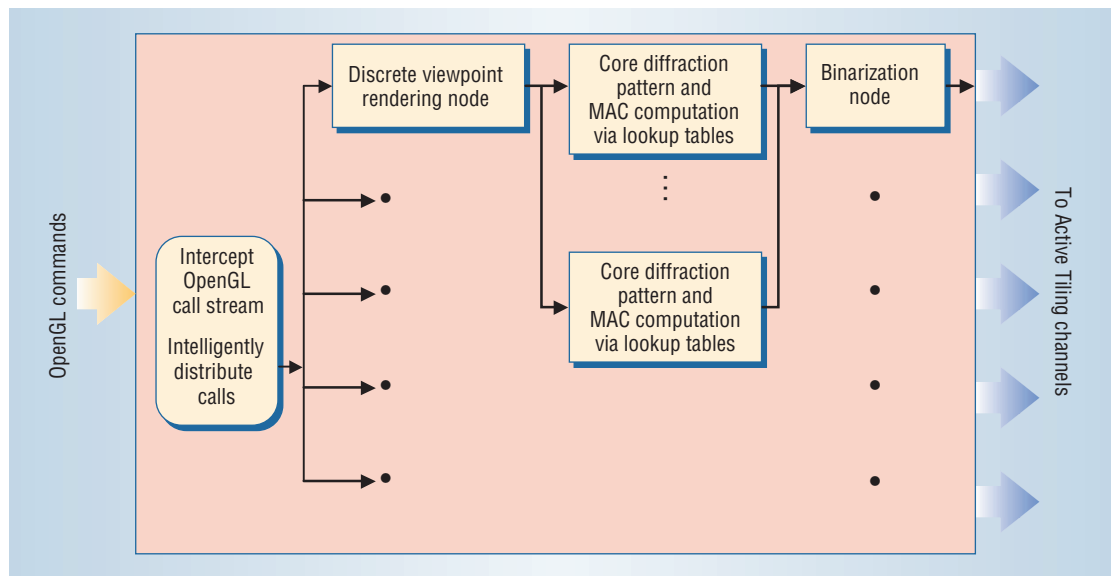 OpenGL commands
Intercept
OpenGL
call stream
Intelligently
distribute
calls
Discrete viewpoint
rendering node
Core diffraction
pattern and
MAC computation
via lookup tables
Core diffraction
pattern and
MAC computation
via lookup tables
Binarization
node
To Active Tiling channels